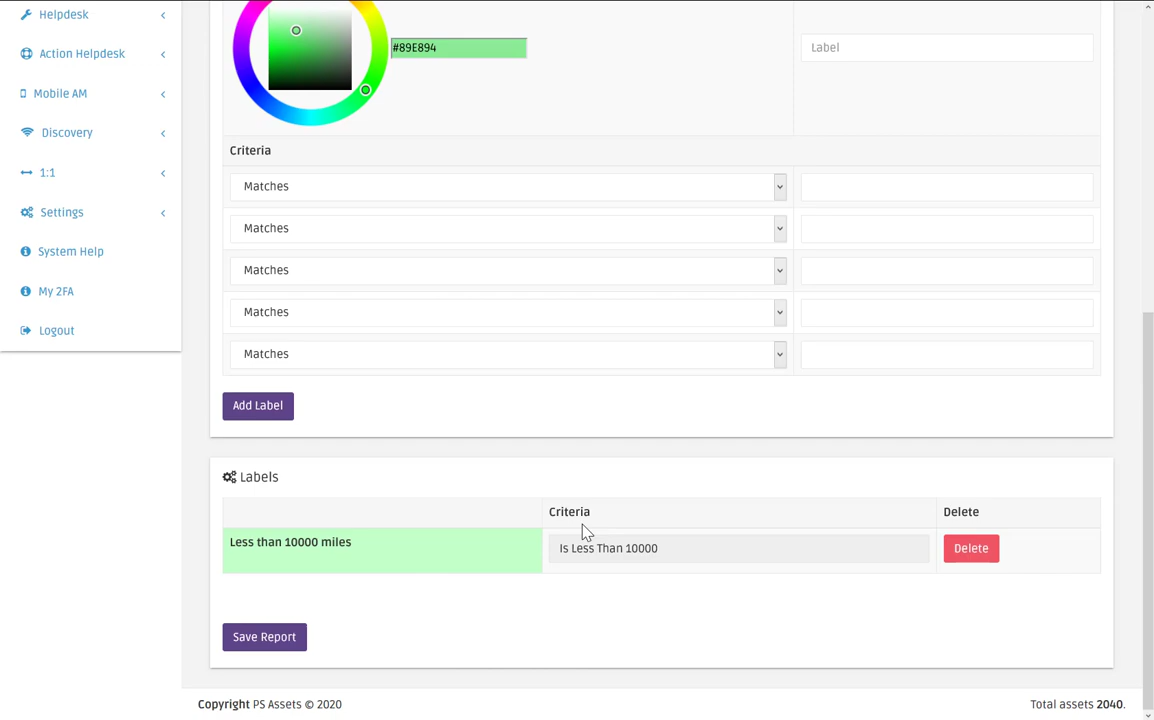 Helpdesk
Action Helpdesk
Mobile AM
Discovery
1:1
Settings
System Help
My 2FA
Logout
#89E894
Label
Criteria
Matches
Matches
Matches
Matches
Matches
Add Label
Labels
Criteria
Delete
Less than 10000 miles
Is Less Than 10000
Delete
Save Report
Copyright PS Assets © 2020
Total assets 2040.